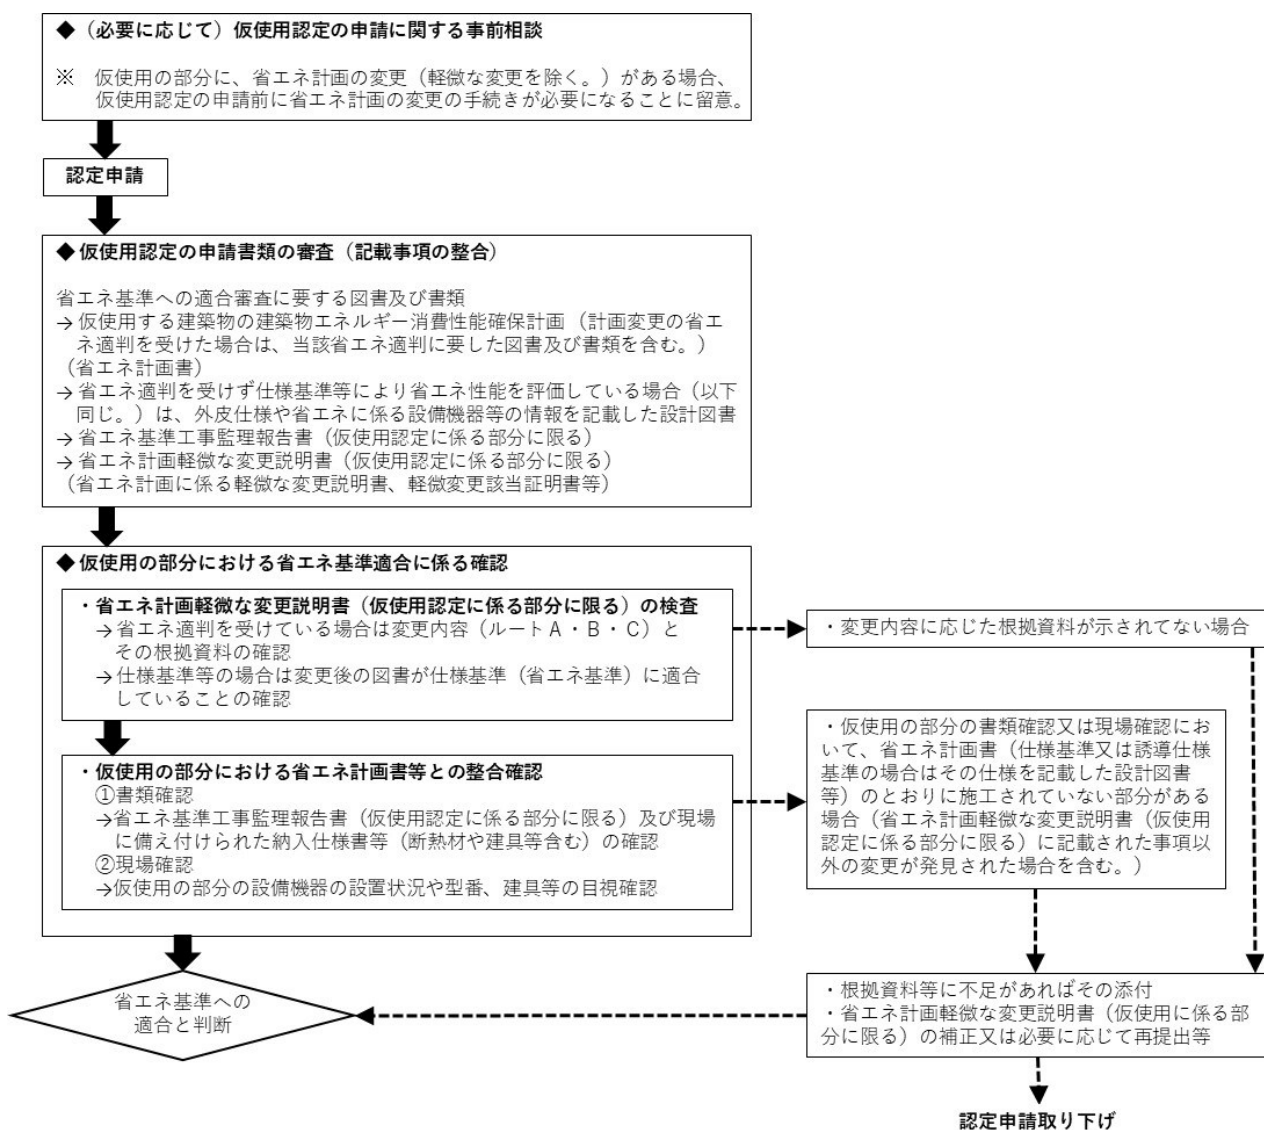 ◆（必要に応じて）仮使用認定の申請に関する事前相談
※　仮使用の部分に、省エネ計画の変更（軽微な変更を除く。）がある場合、
仮使用認定の申請前に省エネ計画の変更の手続きが必要になることに留意。
認定申請
◆仮使用認定の申請書類の審査（記載事項の整合）
省エネ基準への適合審査に要する図書及び書類
→仮使用する建築物の建築物エネルギー消費性能確保計画（計画変更の省エ
ネ適判を受けた場合は、当該省エネ適判に要した図書及び書類を含む。）
（省エネ計画書）
→省エネ適判を受けず仕様基準等により省エネ性能を評価している場合（以下
同じ。）は、外皮仕様や省エネに係る設備機器等の情報を記載した設計図書
→省エネ基準工事監理報告書（仮使用認定に係る部分に限る）
→省エネ計画軽微な変更説明書（仮使用認定に係る部分に限る）
（省エネ計画に係る軽微な変更説明書、軽微変更該当証明書等）
◆仮使用の部分における省エネ基準適合に係る確認
・省エネ計画軽微な変更説明書（仮使用認定に係る部分に限る）の検査
→省エネ適判を受けている場合は変更内容（ルートA・B・C）と
その根拠資料の確認
→仕様基準等の場合は変更後の図書が仕様基準（省エネ基準）に適合
していることの確認
・変更内容に応じた根拠資料が示されてない場合
・仮使用の部分における省エネ計画書等との整合確認
①書類確認
→省エネ基準工事監理報告書（仮使用認定に係る部分に限る）及び現場
に備え付けられた納入仕様書等（断熱材や建具等含む）の確認
②現場確認
→仮使用の部分の設備機器の設置状況や型番、建具等の目視確認
・仮使用の部分の書類確認又は現場確認にお
いて、省エネ計画書（仕様基準又は誘導仕様
基準の場合はその仕様を記載した設計図書
等）のとおりに施工されていない部分がある
場合（省エネ計画軽微な変更説明書（仮使用
認定に係る部分に限る）に記載された事項以
外の変更が発見された場合を含む。）
省エネ基準への
適合と判断
・根拠資料等に不足があればその添付
・省エネ計画軽微な変更説明書（仮使用に係る部
分に限る）の補正又は必要に応じて再提出等
認定申請取り下げ